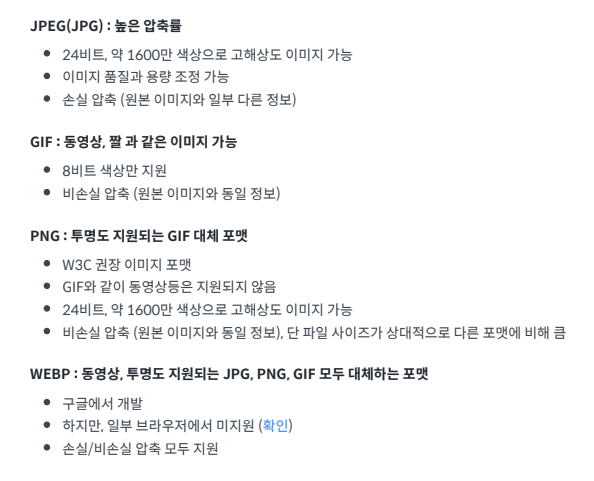 JPEG(JPG) : 높은 압축률
• 24비트, 약 1600만 색상으로 고해상도 이미지 가능
• 이미지 품질과 용량 조정 가능
• 손실 압축 (원본 이미지와 일부 다른 정보)
GIF : 동영상, 짤 과 같은 이미지 가능
• 8비트 색상만 지원
• 비손실 압축 (원본 이미지와 동일 정보)
PNG : 투명도 지원되는 GIF 대체 포맷
• W3C 권장 이미지 포맷
• GIF와 같이 동영상등은 지원되지 않음
• 24비트, 약 1600만 색상으로 고해상도 이미지 가능
• 비손실 압축 (원본 이미지와 동일 정보), 단 파일 사이즈가 상대적으로 다른 포맷에 비해 큼
WEBP : 동영상, 투명도 지원되는 JPG, PNG, GIF 모두 대체하는 포맷
• 구글에서 개발
• 하지만, 일부 브라우저에서 미지원 (확인)
• 손실/비손실 압축 모두 지원